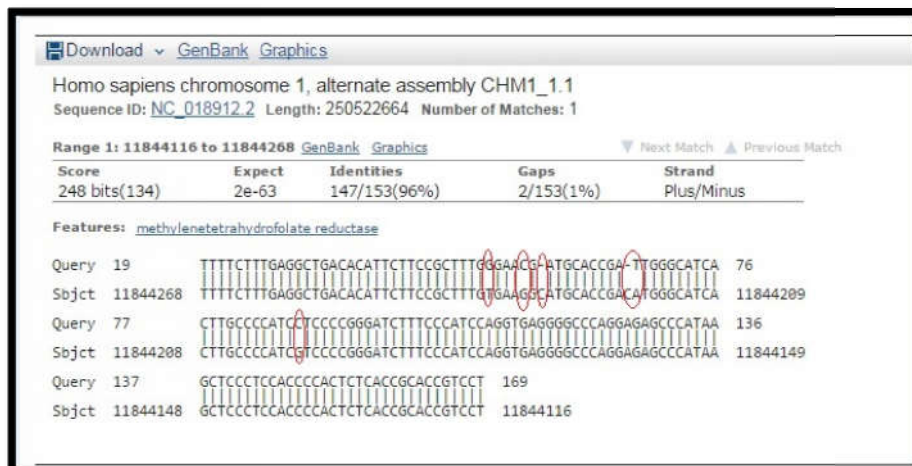 Download GenBank Graphics
Homo sapiens chromosome 1, alternate assembly CHM1_1.1
Sequence ID: NC_018912.2 Length: 250522664 Number of Matches: 1
Range 1: 11844116 to 11844268 GenBank Graphics Next Match Previous Match
Score Expect Identities Gaps Strand
248 bits(134) 2e-63 147/153(96%) 2/153(1%) Plus/Minus
Features: methylenetetrahydrofolate reductase
Query 19 TTTTCTTTGAGGCTGACACATTCTTCCGCTTTGGGAACG-ATGCACCGA-TTGGGCATCA 76
Sbjct 11844268 TTTTCTTTGAGGCTGACACATTCTTCCGCTTTGTGAAGGCATGCACCGACATGGGCATCA 11844209
Query 77 CTTGCCCCATCCTCCCCGGGATCTTTCCCATCCAGGTGAGGGGCCCAGGAGAGCCCATAA 136
Sbjct 11844208 CTTGCCCCATCGTCCCCGGGATCTTTCCCATCCAGGTGAGGGGCCCAGGAGAGCCCATAA 11844149
Query 137 GCTCCCTCCACCCCACTCTCACCGCACCGTCCT 169
Sbjct 11844148 GCTCCCTCCACCCCACTCTCACCGCACCGTCCT 11844116